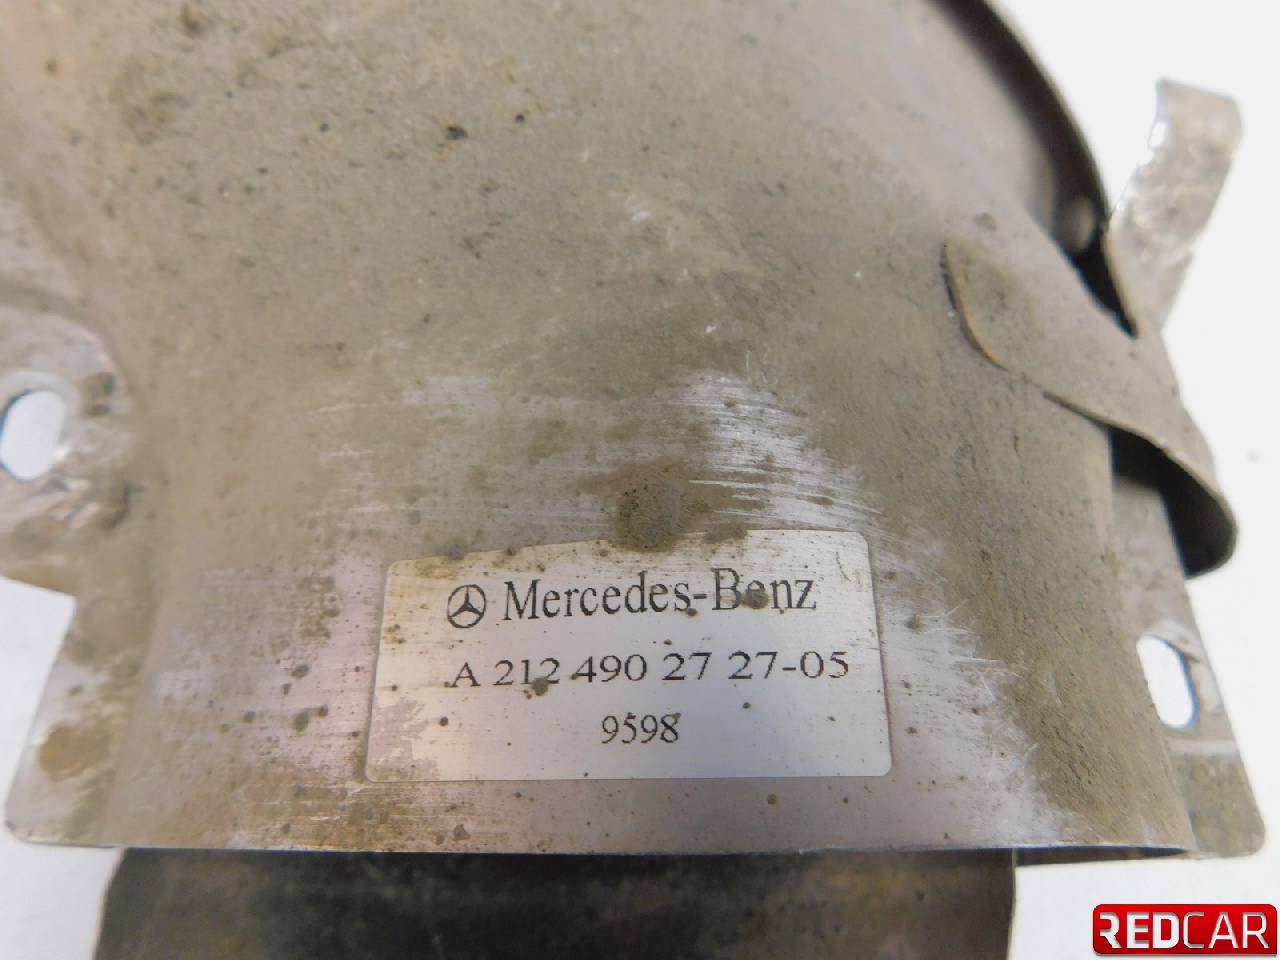 Mercedes-Benz
A 212 490 27 27-05
9598
REDCAR